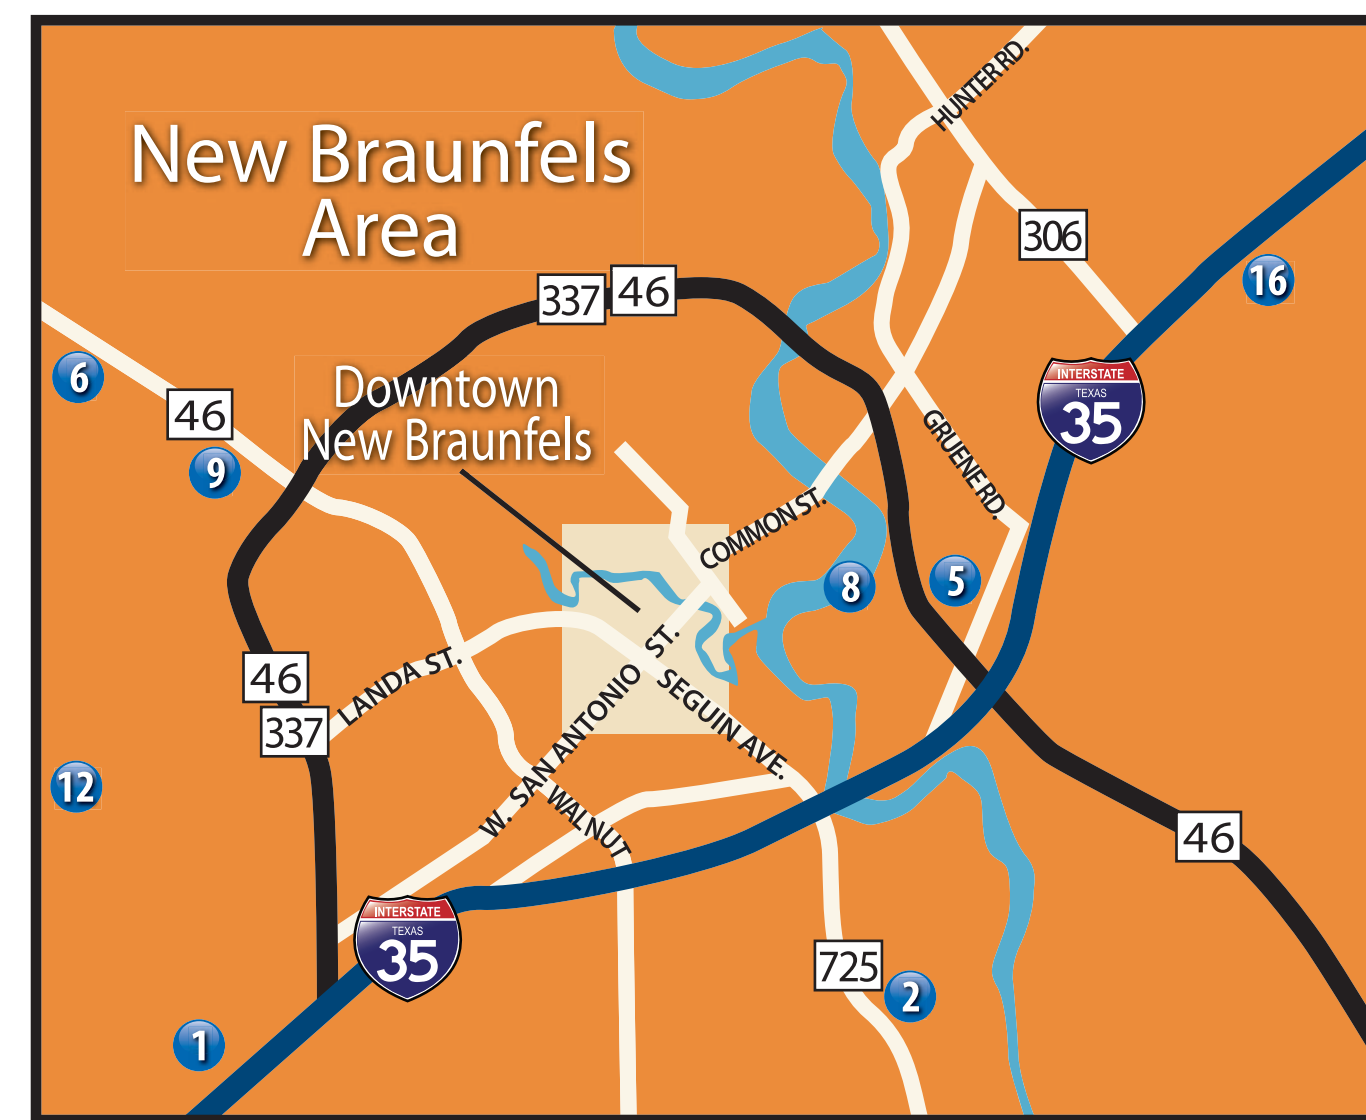 New Braunfels
Area
HUNTER RD.
306
16
337
46
INTERSTATE
TEXAS
35
6
46
Downtown
New Braunfels
9
GRUENE RD.
COMMON ST.
8
5
46
337
LANDA ST.
W. SAN ANTONIO ST.
SEGUIN AVE.
12
WALNUT
46
INTERSTATE
TEXAS
35
725
2
1